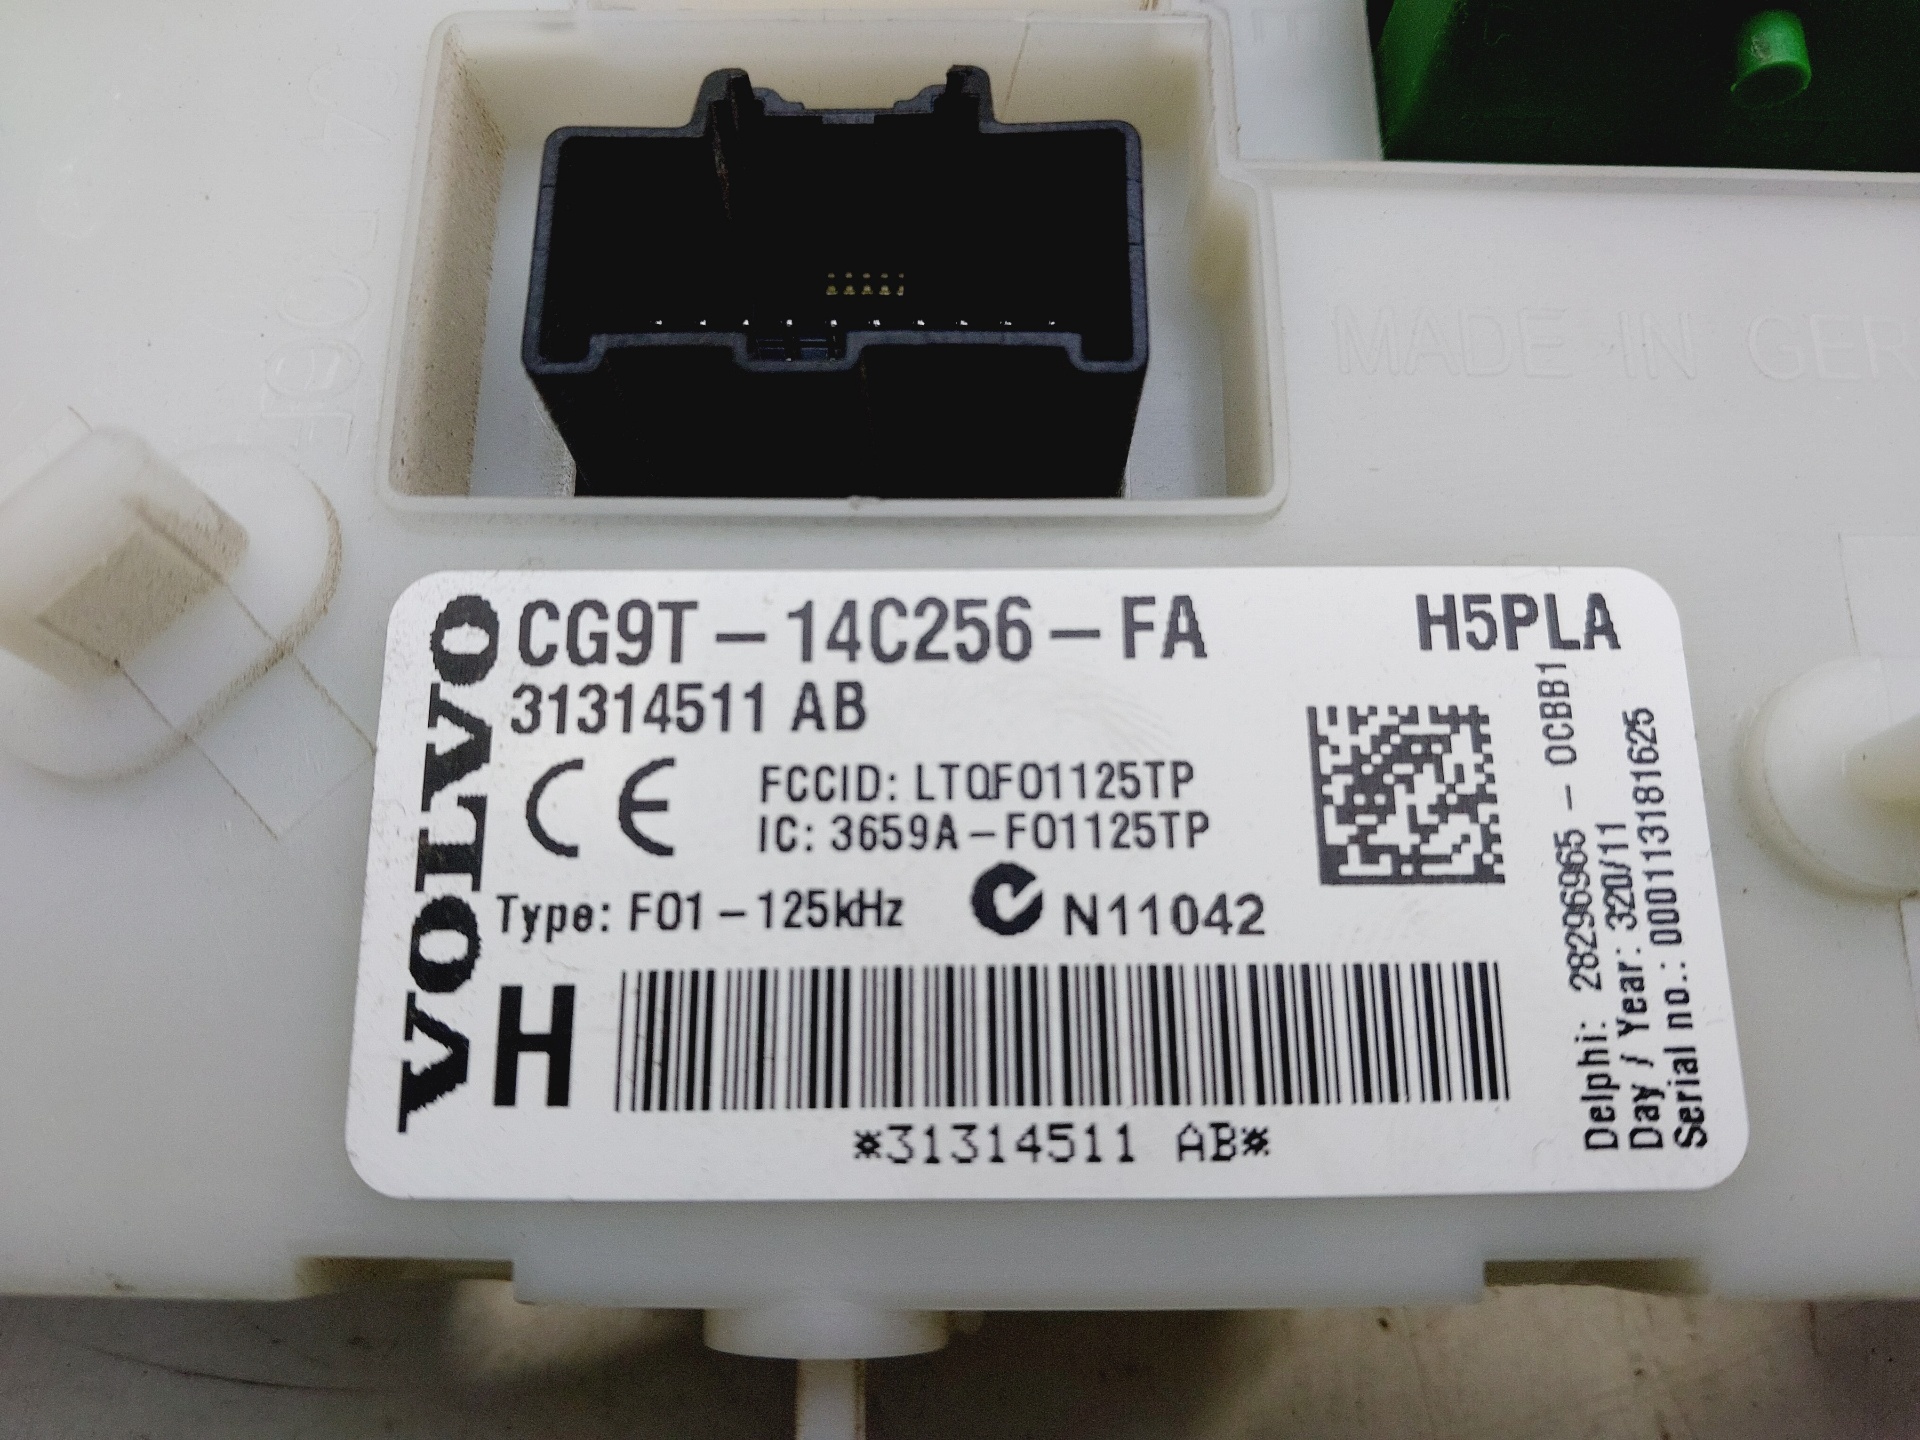 MADE IN GER
VOLVO
CG9T-14C256-FA
H5PLA
31314511 AB
CE
FCCID: LTQF01125TP
IC: 3659A-F01125TP
Type: F01-125kHz
N11042
H
*31314511 AB*
Delphi: 28296965-0CBB1
Day / Year: 320/11
Serial no.: 000113181625